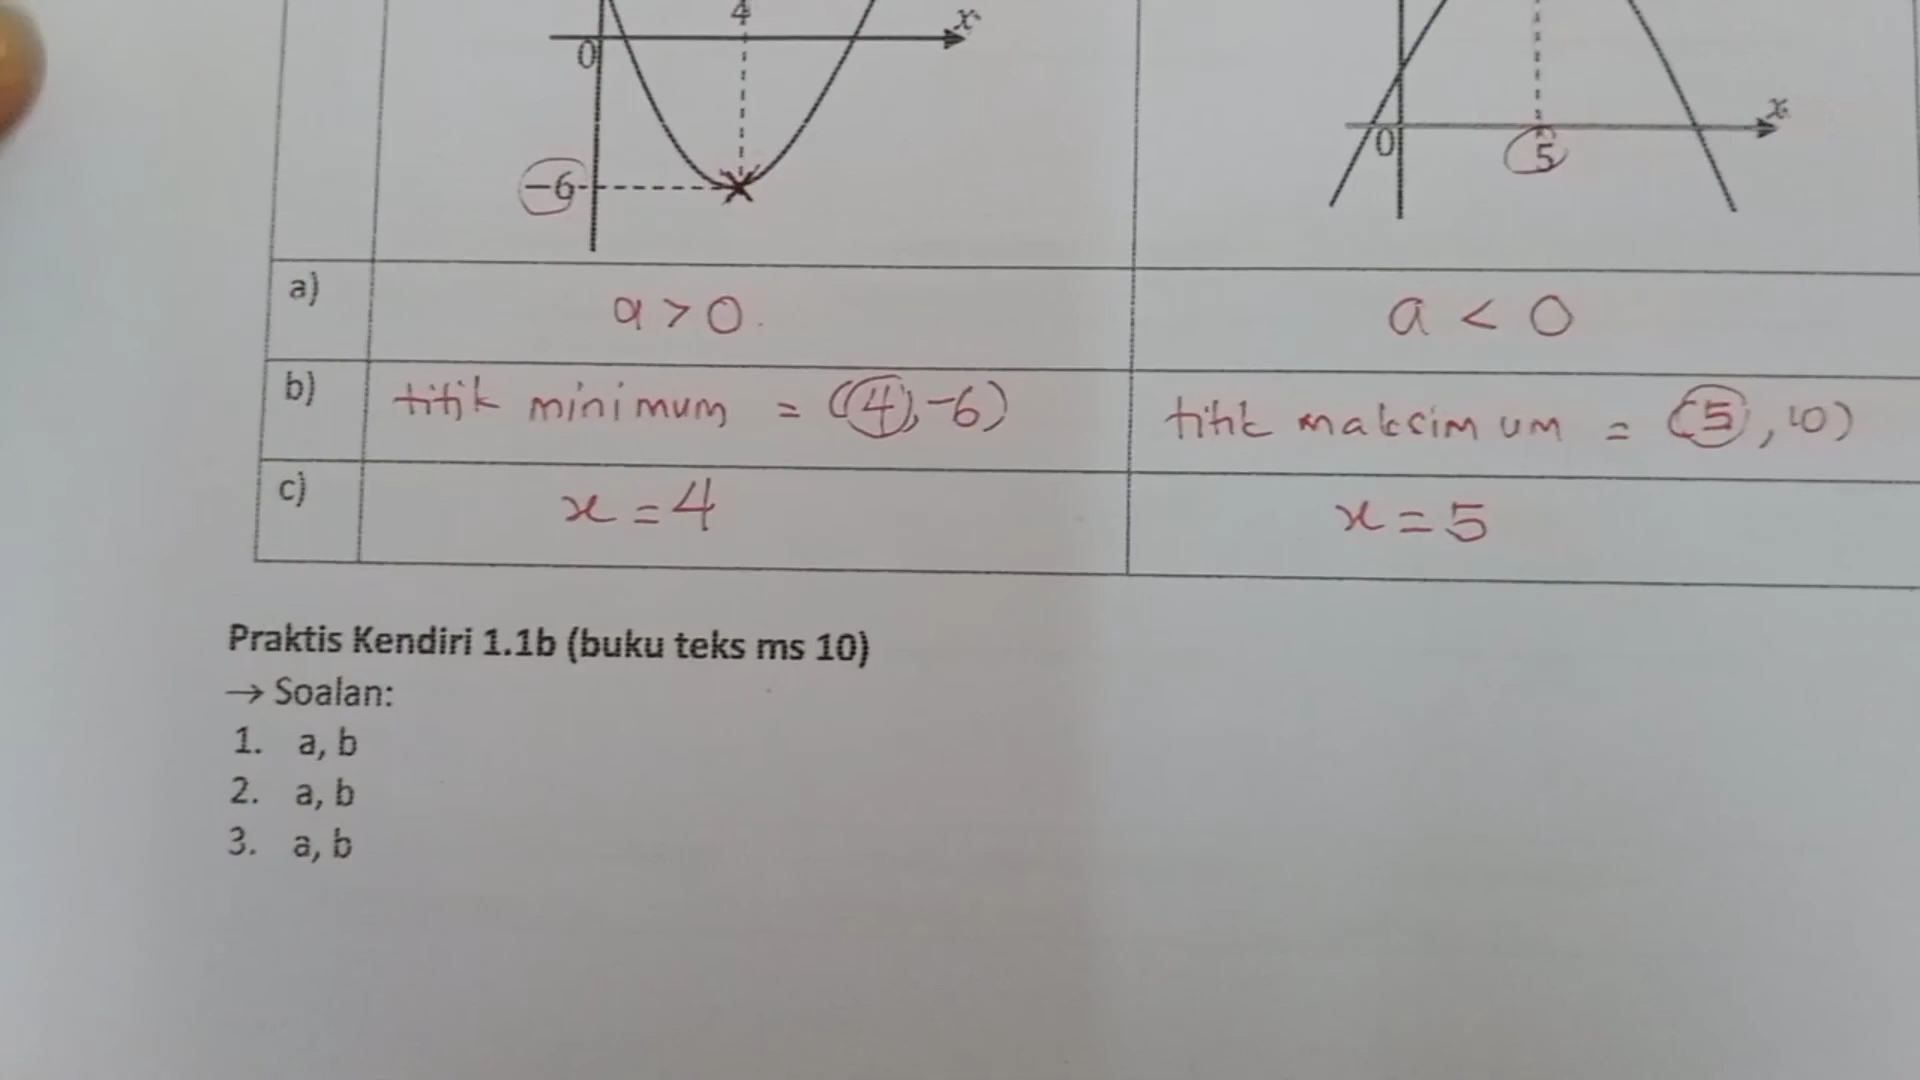 4 x
0
-6
x
0
5
a) a > 0. a < 0
b) titik minimum = (4, -6) titik maksimum = (5, 10)
c) x = 4 x = 5
Praktis Kendiri 1.1b (buku teks ms 10)
→ Soalan:
1. a, b
2. a, b
3. a, b